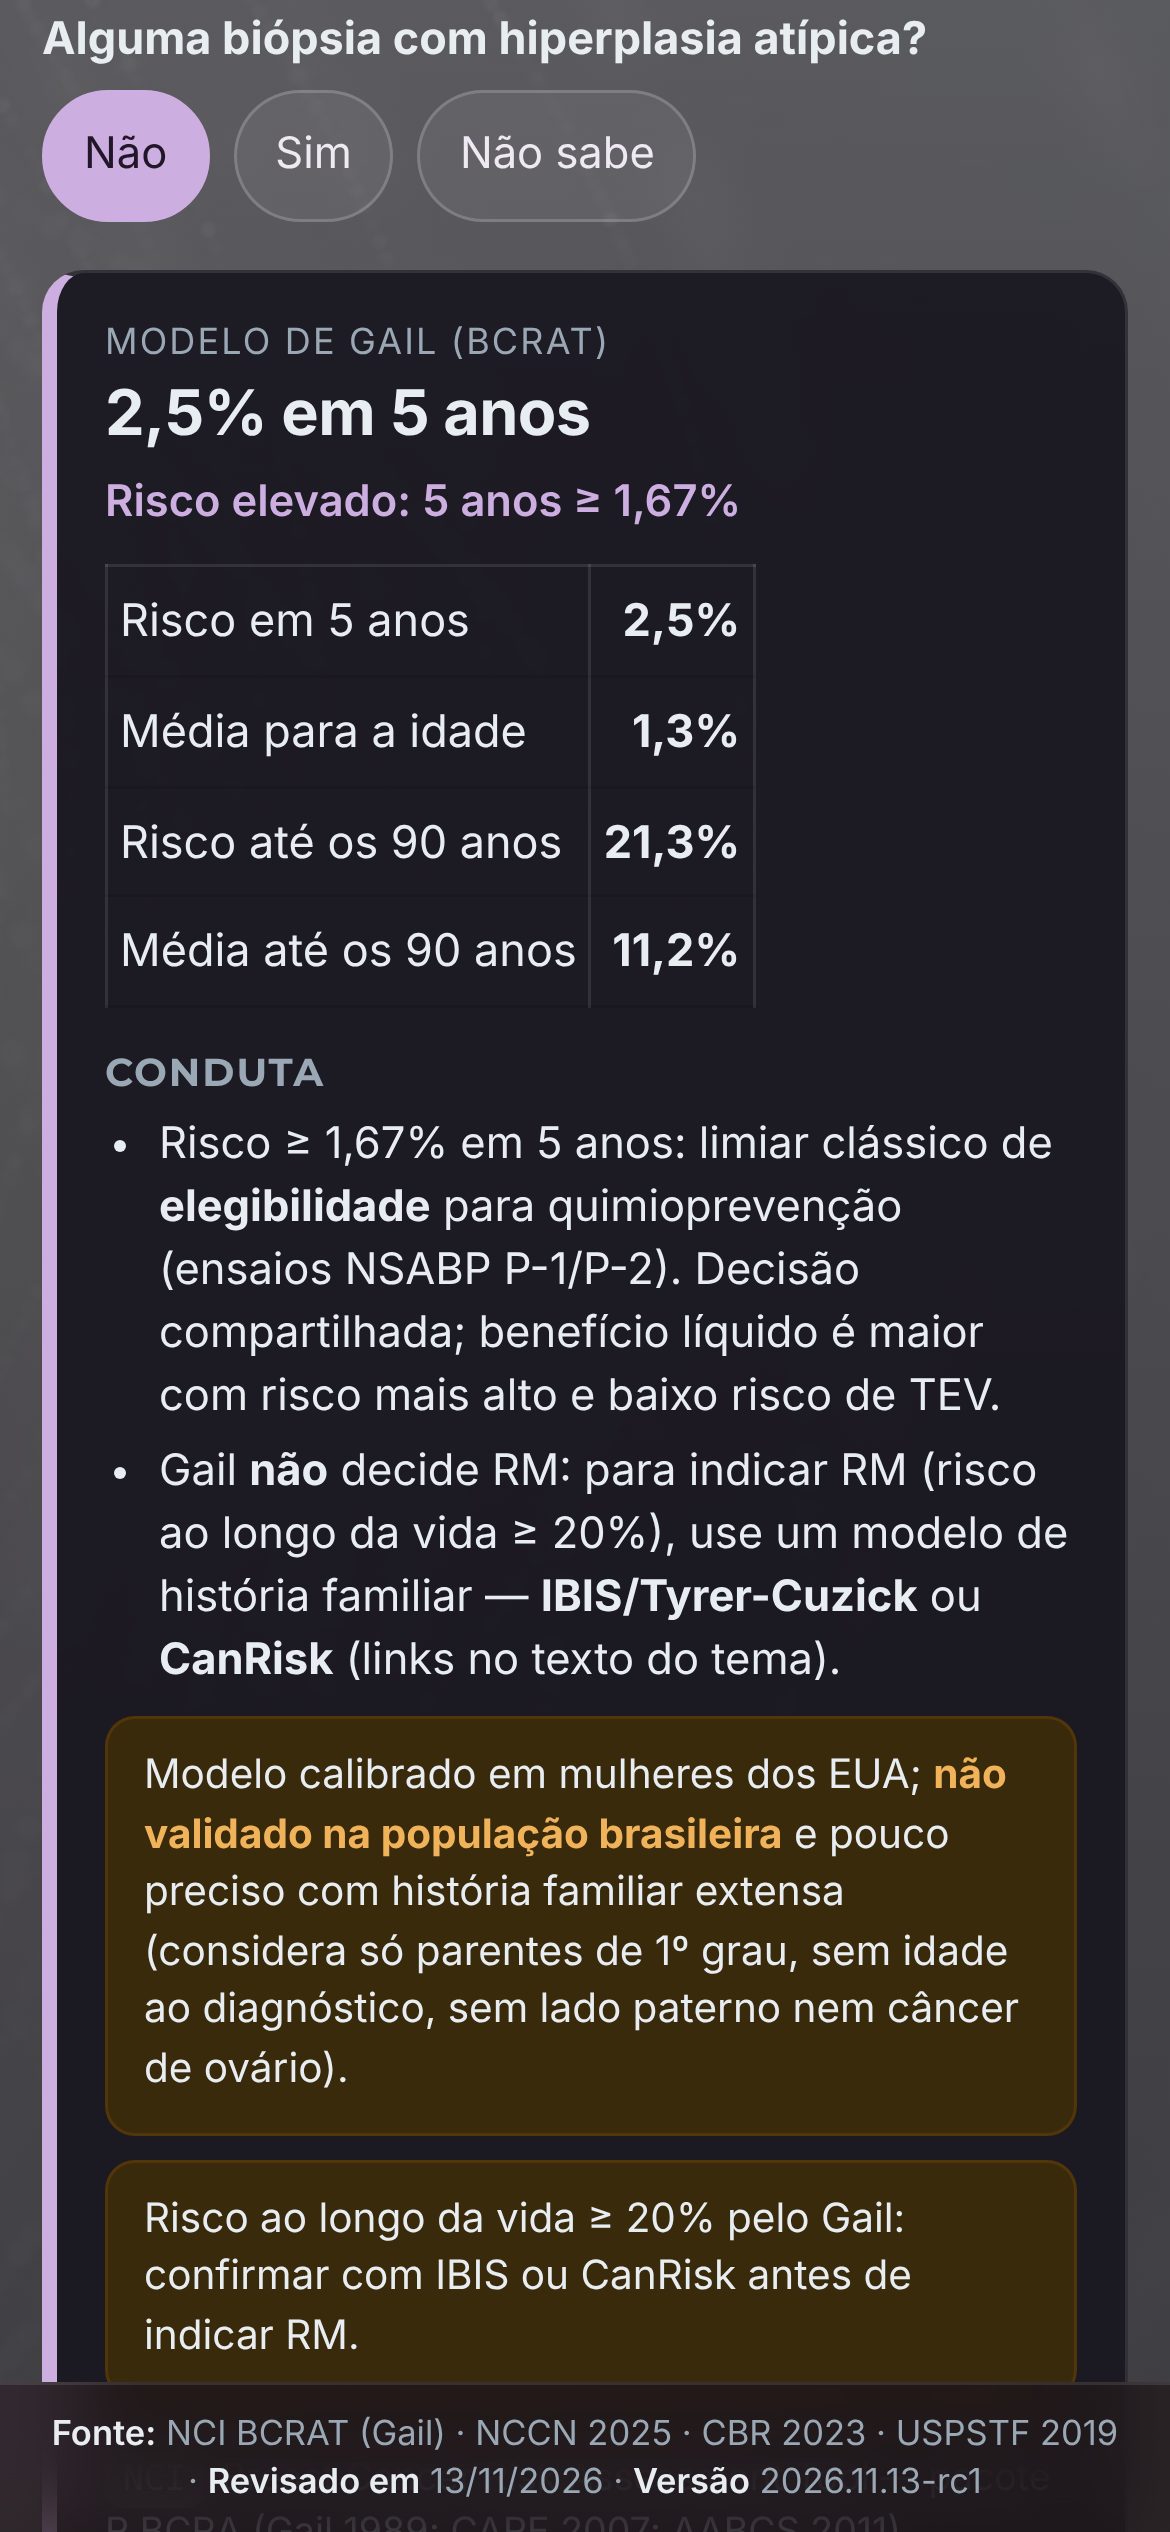 Alguma biópsia com hiperplasia atípica?
Não Sim Não sabe
MODELO DE GAIL (BCRAT)
2,5% em 5 anos
Risco elevado: 5 anos ≥ 1,67%
Risco em 5 anos 2,5%
Média para a idade 1,3%
Risco até os 90 anos 21,3%
Média até os 90 anos 11,2%
CONDUTA
• Risco ≥ 1,67% em 5 anos: limiar clássico de
elegibilidade para quimioprevenção
(ensaios NSABP P-1/P-2). Decisão
compartilhada; benefício líquido é maior
com risco mais alto e baixo risco de TEV.
• Gail não decide RM: para indicar RM (risco
ao longo da vida ≥ 20%), use um modelo de
história familiar — IBIS/Tyrer-Cuzick ou
CanRisk (links no texto do tema).
Modelo calibrado em mulheres dos EUA; não
validado na população brasileira e pouco
preciso com história familiar extensa
(considera só parentes de 1º grau, sem idade
ao diagnóstico, sem lado paterno nem câncer
de ovário).
Risco ao longo da vida ≥ 20% pelo Gail:
confirmar com IBIS ou CanRisk antes de
indicar RM.
Fonte: NCI BCRAT (Gail) · NCCN 2025 · CBR 2023 · USPSTF 2019
· Revisado em 13/11/2026 · Versão 2026.11.13-rc1
BCRA (Gail 1989; CARE 2007; AABCS 2011)